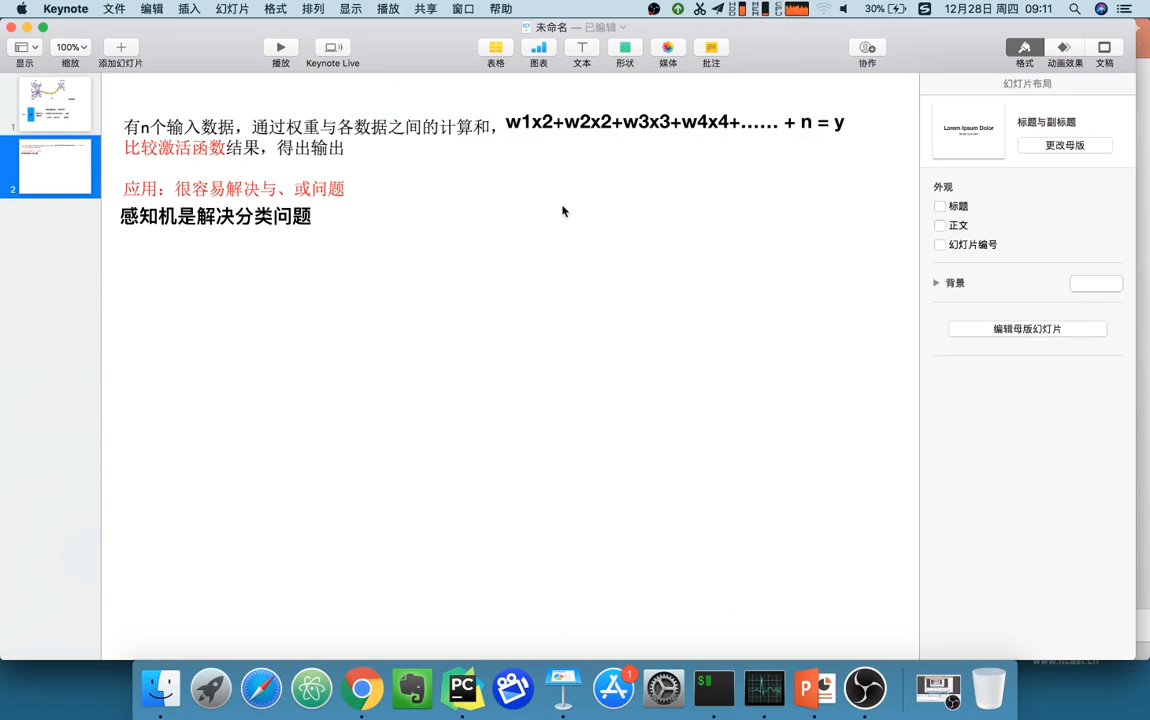 Keynote 文件 编辑 插入 幻灯片 格式 排列 显示 播放 共享 窗口 帮助 30% 12月28日 周四 09:11
未命名 — 已编辑
100%
显示 缩放 添加幻灯片 播放 Keynote Live 表格 图表 文本 形状 媒体 批注 协作 格式 动画效果 文稿
1
2
有n个输入数据，通过权重与各数据之间的计算和，w1x2+w2x2+w3x3+w4x4+…… + n = y
比较激活函数结果，得出输出
应用：很容易解决与、或问题
感知机是解决分类问题
幻灯片布局
Lorem Ipsum Dolor
标题与副标题
更改母版
外观
标题
正文
幻灯片编号
背景
编辑母版幻灯片
www.itcast.cn
PC
1
$
P